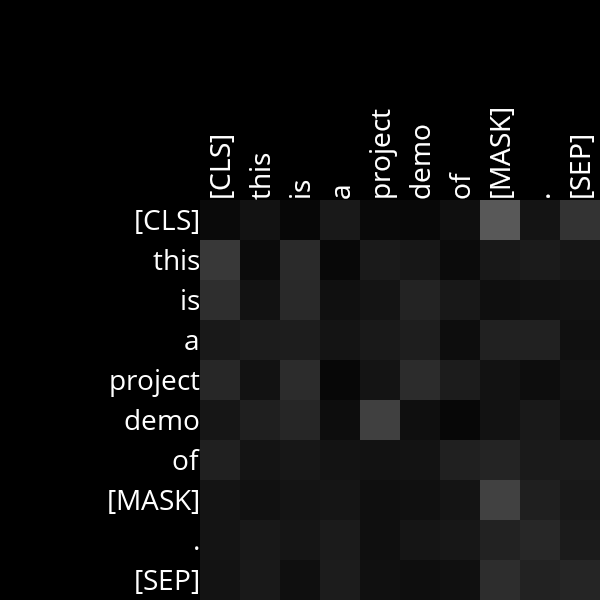 [CLS] this is a project demo of [MASK] . [SEP]
[CLS]
this
is
a
project
demo
of
[MASK]
.
[SEP]